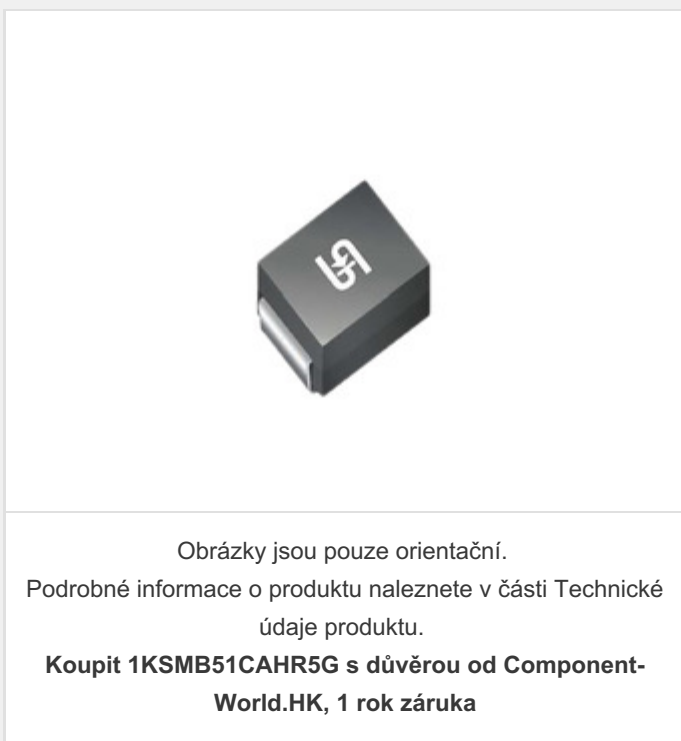 Obrázky jsou pouze orientační.
Podrobné informace o produktu naleznete v části Technické
údaje produktu.
Koupit 1KSMB51CAHR5G s důvěrou od Component-
World.HK, 1 rok záruka